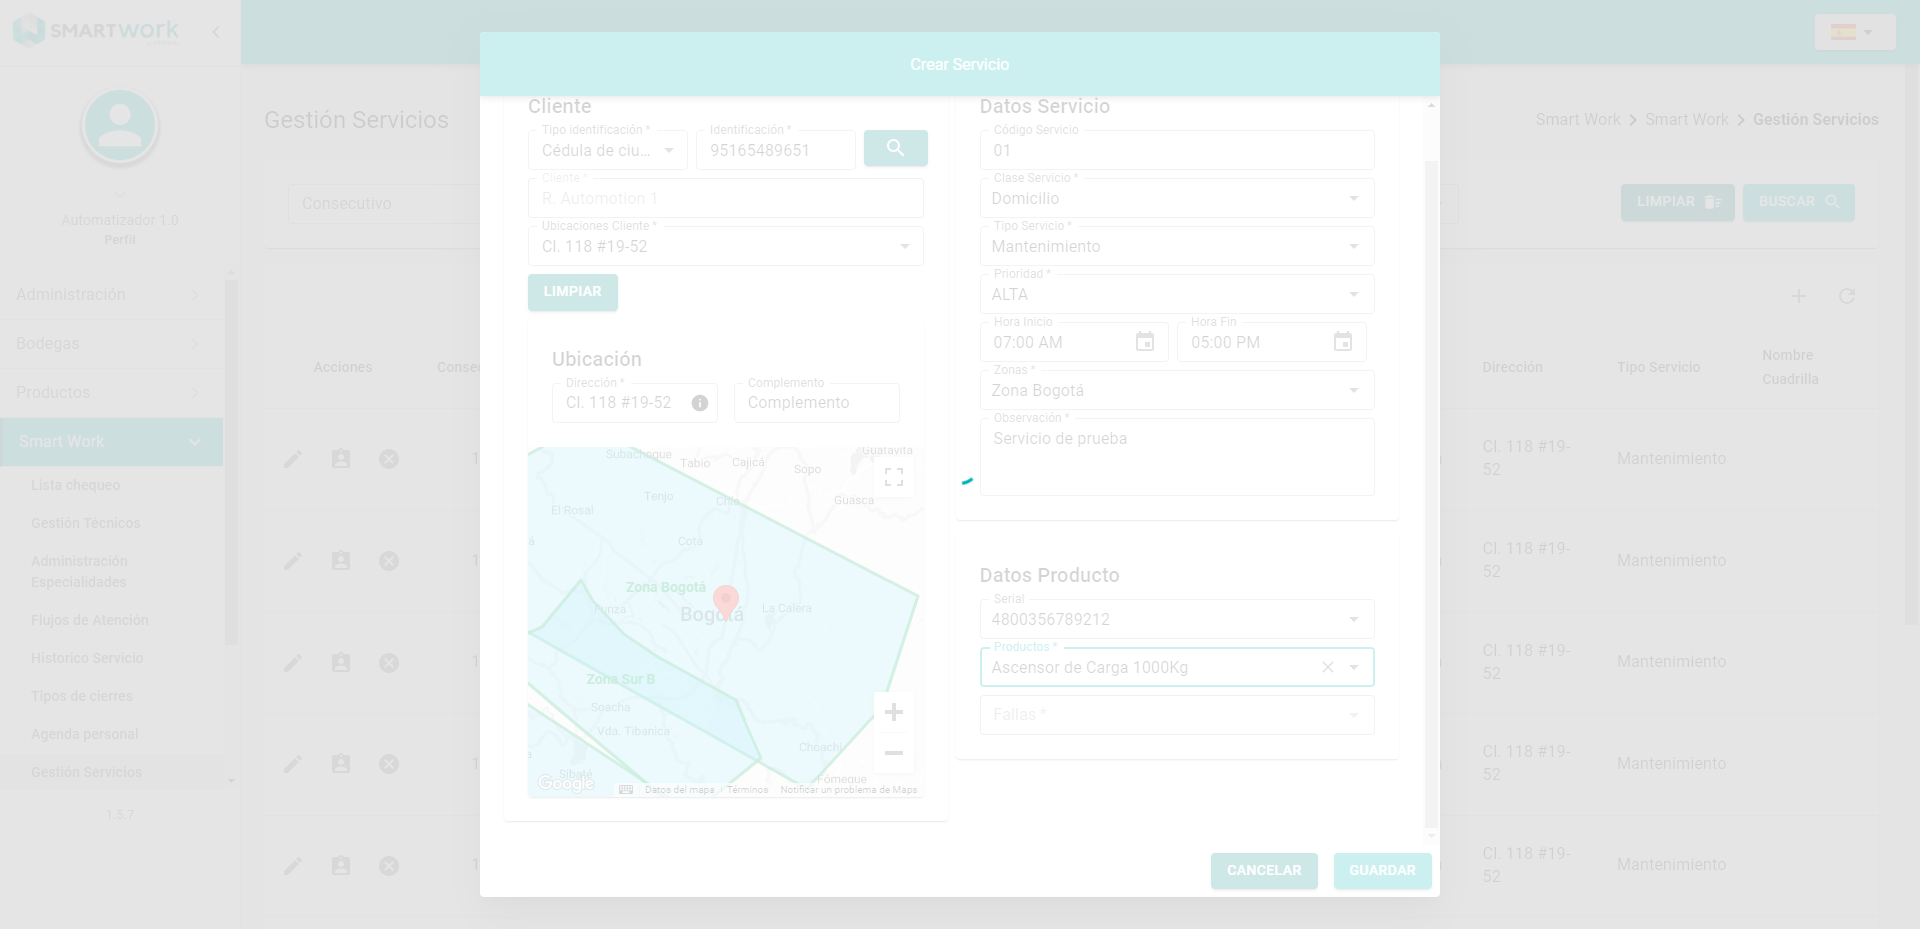 SMARTWORK
Automatizador 1.0
Perfil
Administración
Bodegas
Productos
Smart Work
Lista chequeo
Gestión Técnicos
Administración
Especialidades
Flujos de Atención
Historico Servicio
Tipos de cierres
Agenda personal
Gestión Servicios
1.5.7
Gestión Servicios
Smart Work
Smart Work
Gestión Servicios
Consecutivo
LIMPIAR
BUSCAR
Acciones
Consec
Dirección
Tipo Servicio
Nombre
Cuadrilla
1
Cl. 118 #19-
52
Mantenimiento
1
Cl. 118 #19-
52
Mantenimiento
1
Cl. 118 #19-
52
Mantenimiento
1
Cl. 118 #19-
52
Mantenimiento
1
Cl. 118 #19-
52
Mantenimiento
Crear Servicio
Cliente
Tipo identificación *
Cédula de ciu...
Identificación *
95165489651
Cliente *
R. Automotion 1
Ubicaciones Cliente *
Cl. 118 #19-52
LIMPIAR
Ubicación
Dirección *
Cl. 118 #19-52
Complemento
Complemento
Guatavita
Subachoque
Tabio
Cajicá
Sopo
Tenjo
Chía
Guasca
El Rosal
Cota
á
Zona Bogotá
Funza
Bogotá
La Calera
Zona Sur B
Soacha
Vda. Tibanica
Choachí
a
Sibaté
Fómeque
Google
Datos del mapa
Términos
Notificar un problema de Maps
Datos Servicio
Código Servicio
01
Clase Servicio *
Domicilio
Tipo Servicio *
Mantenimiento
Prioridad *
ALTA
Hora Inicio
07:00 AM
Hora Fin
05:00 PM
Zonas *
Zona Bogotá
Observación *
Servicio de prueba
Datos Producto
Serial
4800356789212
Productos *
Ascensor de Carga 1000Kg
Fallas *
CANCELAR
GUARDAR